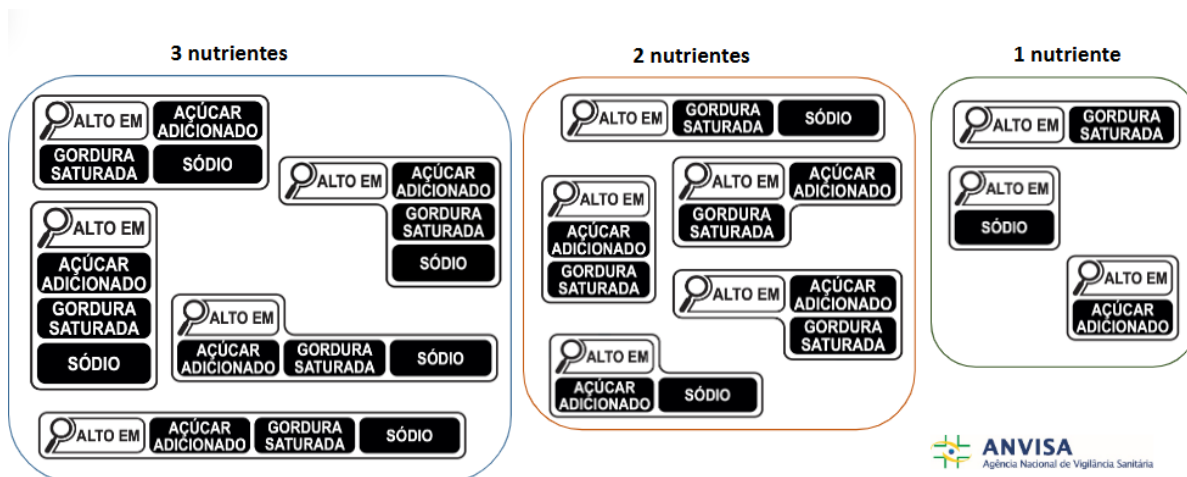 3 nutrientes
ALTO EM
AÇÚCAR
ADICIONADO
GORDURA
SATURADA
SÓDIO
ALTO EM
AÇÚCAR
ADICIONADO
GORDURA
SATURADA
SÓDIO
ALTO EM
AÇÚCAR
ADICIONADO
GORDURA
SATURADA
SÓDIO
ALTO EM
AÇÚCAR
ADICIONADO
GORDURA
SATURADA
SÓDIO
ALTO EM
AÇÚCAR
ADICIONADO
GORDURA
SATURADA
SÓDIO
2 nutrientes
ALTO EM
GORDURA
SATURADA
SÓDIO
ALTO EM
AÇÚCAR
ADICIONADO
GORDURA
SATURADA
ALTO EM
AÇÚCAR
ADICIONADO
GORDURA
SATURADA
ALTO EM
AÇÚCAR
ADICIONADO
GORDURA
SATURADA
ALTO EM
AÇÚCAR
ADICIONADO
SÓDIO
1 nutriente
ALTO EM
GORDURA
SATURADA
ALTO EM
SÓDIO
ALTO EM
AÇÚCAR
ADICIONADO
ANVISA
Agência Nacional de Vigilância Sanitária